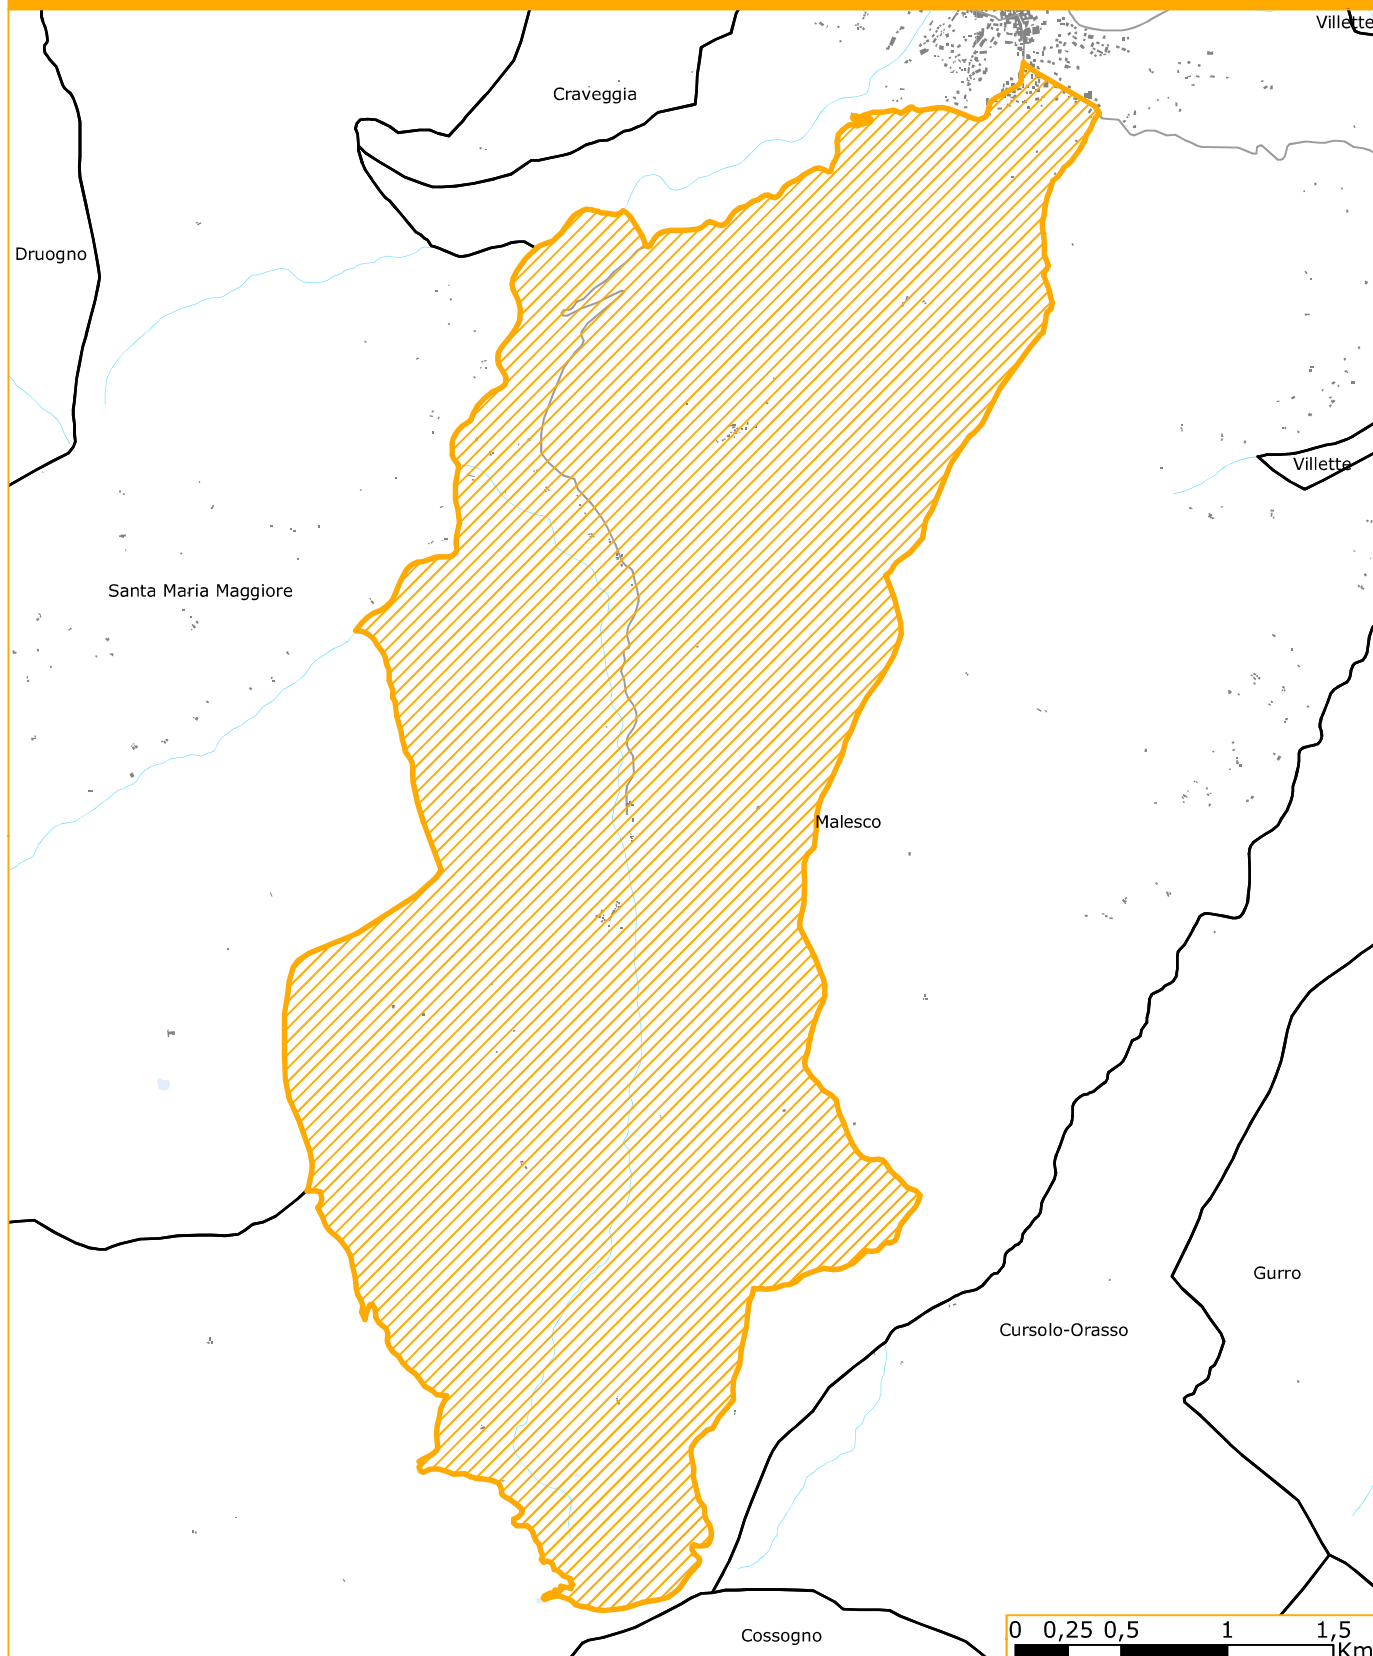 Villette
Craveggia
Druogno
Villette
Santa Maria Maggiore
Malesco
Gurro
Cursolo-Orasso
Cossogno
0 0,25 0,5 1 1,5
Km